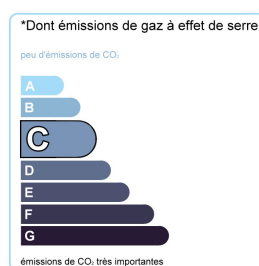 *Dont émissions de gaz à effet de serre
peu d'émissions de CO₂
A
B
C
D
E
F
G
émissions de CO₂ très importantes